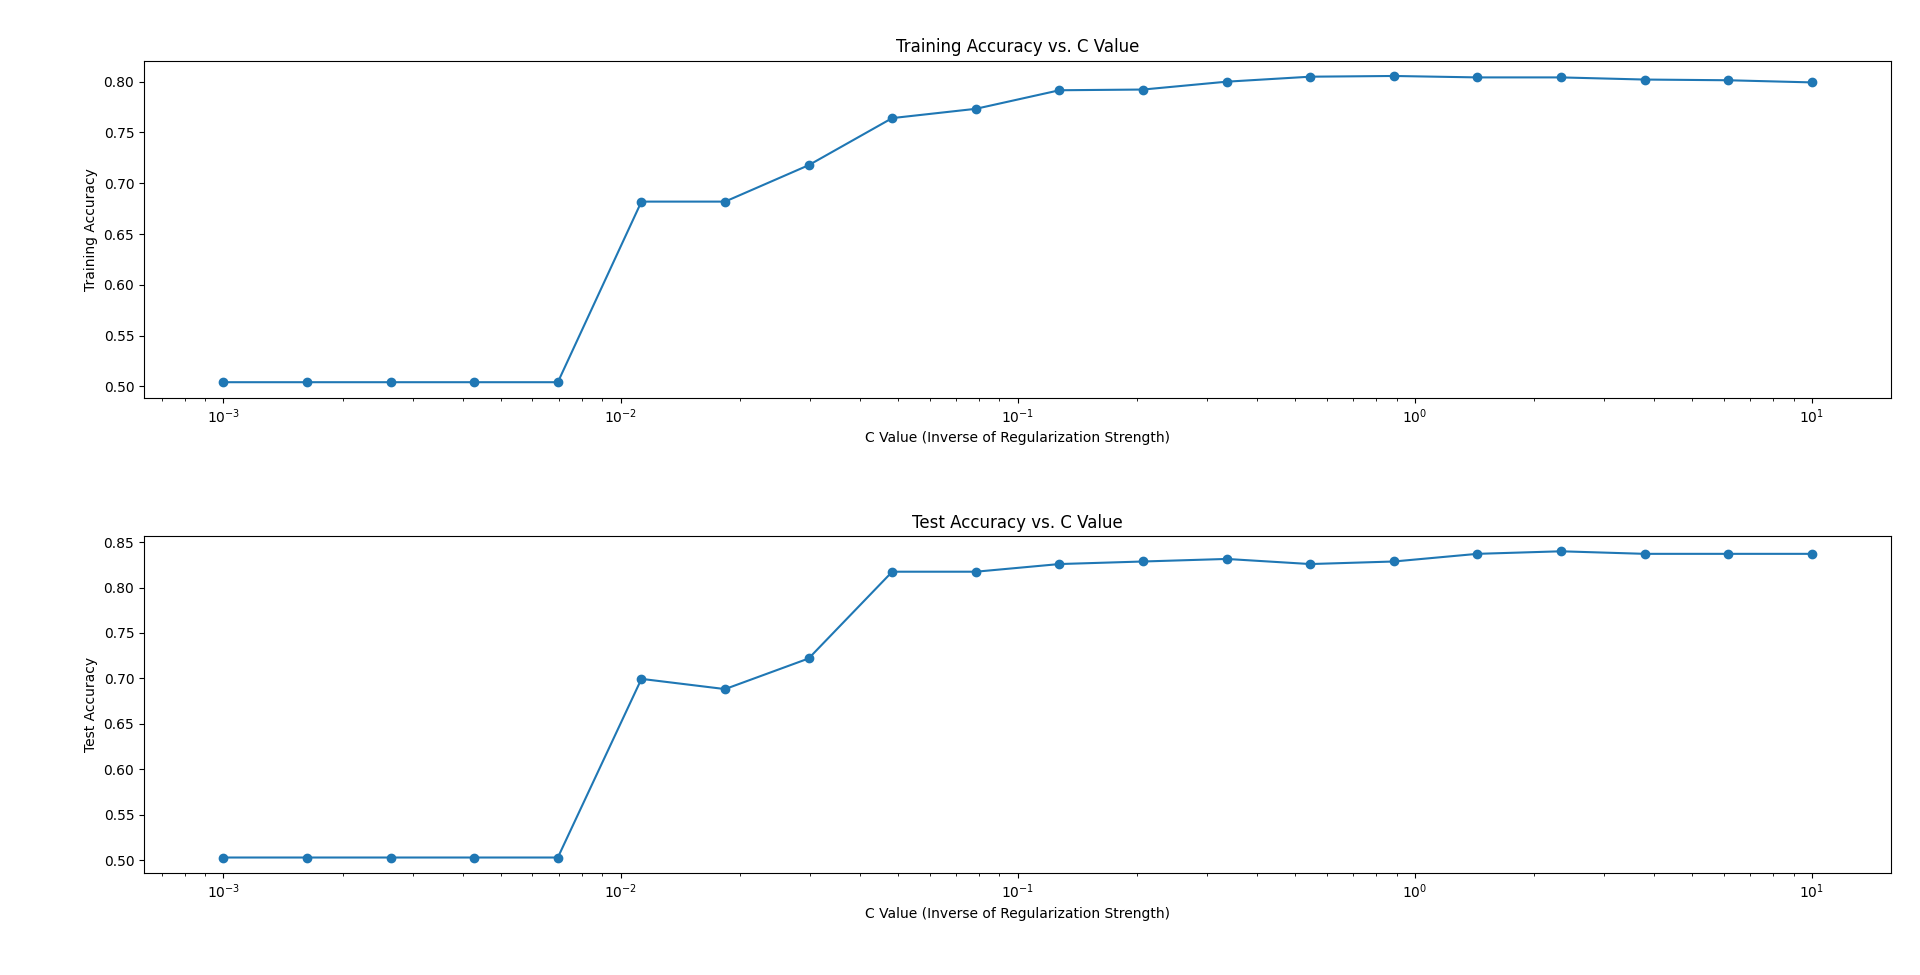 Training Accuracy vs. C Value
0.80
0.75
0.70
0.65
0.60
0.55
0.50
Training Accuracy
10⁻³ 10⁻² 10⁻¹ 10⁰ 10¹
C Value (Inverse of Regularization Strength)
Test Accuracy vs. C Value
0.85
0.80
0.75
0.70
0.65
0.60
0.55
0.50
Test Accuracy
10⁻³ 10⁻² 10⁻¹ 10⁰ 10¹
C Value (Inverse of Regularization Strength)